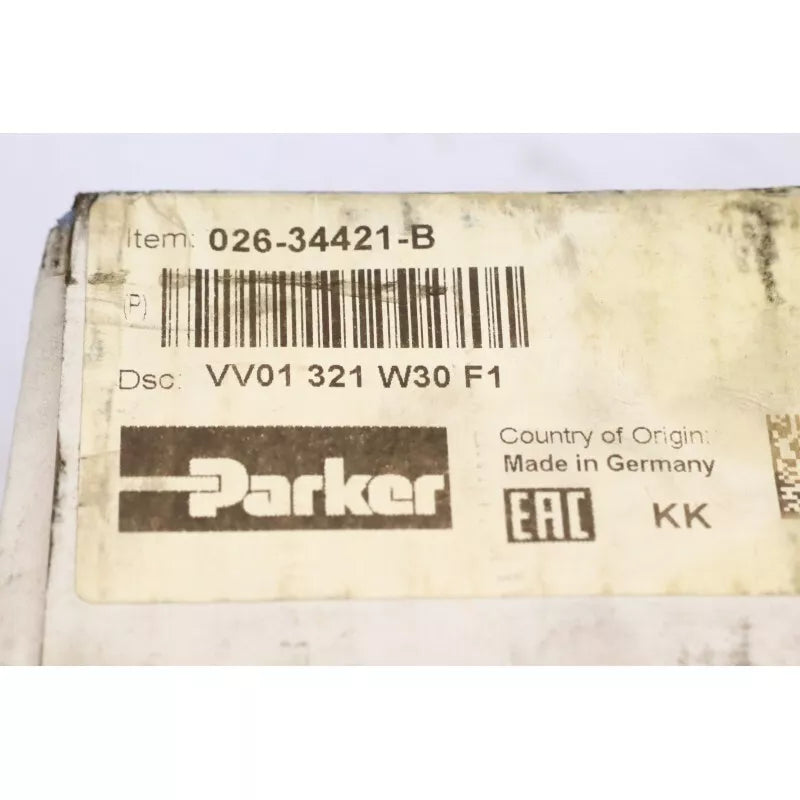 Item: 026-34421-B
(P)
Dsc: VV01 321 W30 F1
Parker
Country of Origin:
Made in Germany
EAC KK